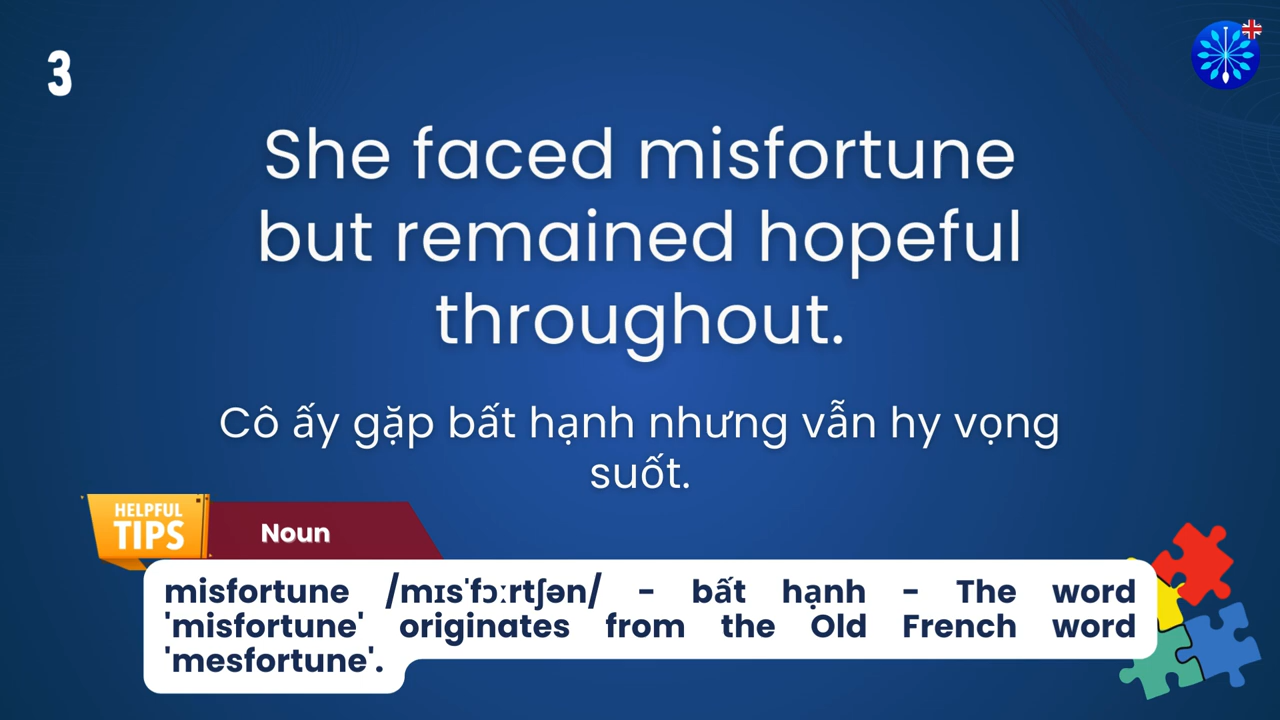 3
She faced misfortune
but remained hopeful
throughout.
Cô ấy gặp bất hạnh nhưng vẫn hy vọng
suốt.
HELPFUL
TIPS
Noun
misfortune /mɪsˈfɔːrtʃən/ - bất hạnh - The word
'misfortune' originates from the Old French word
'mesfortune'.